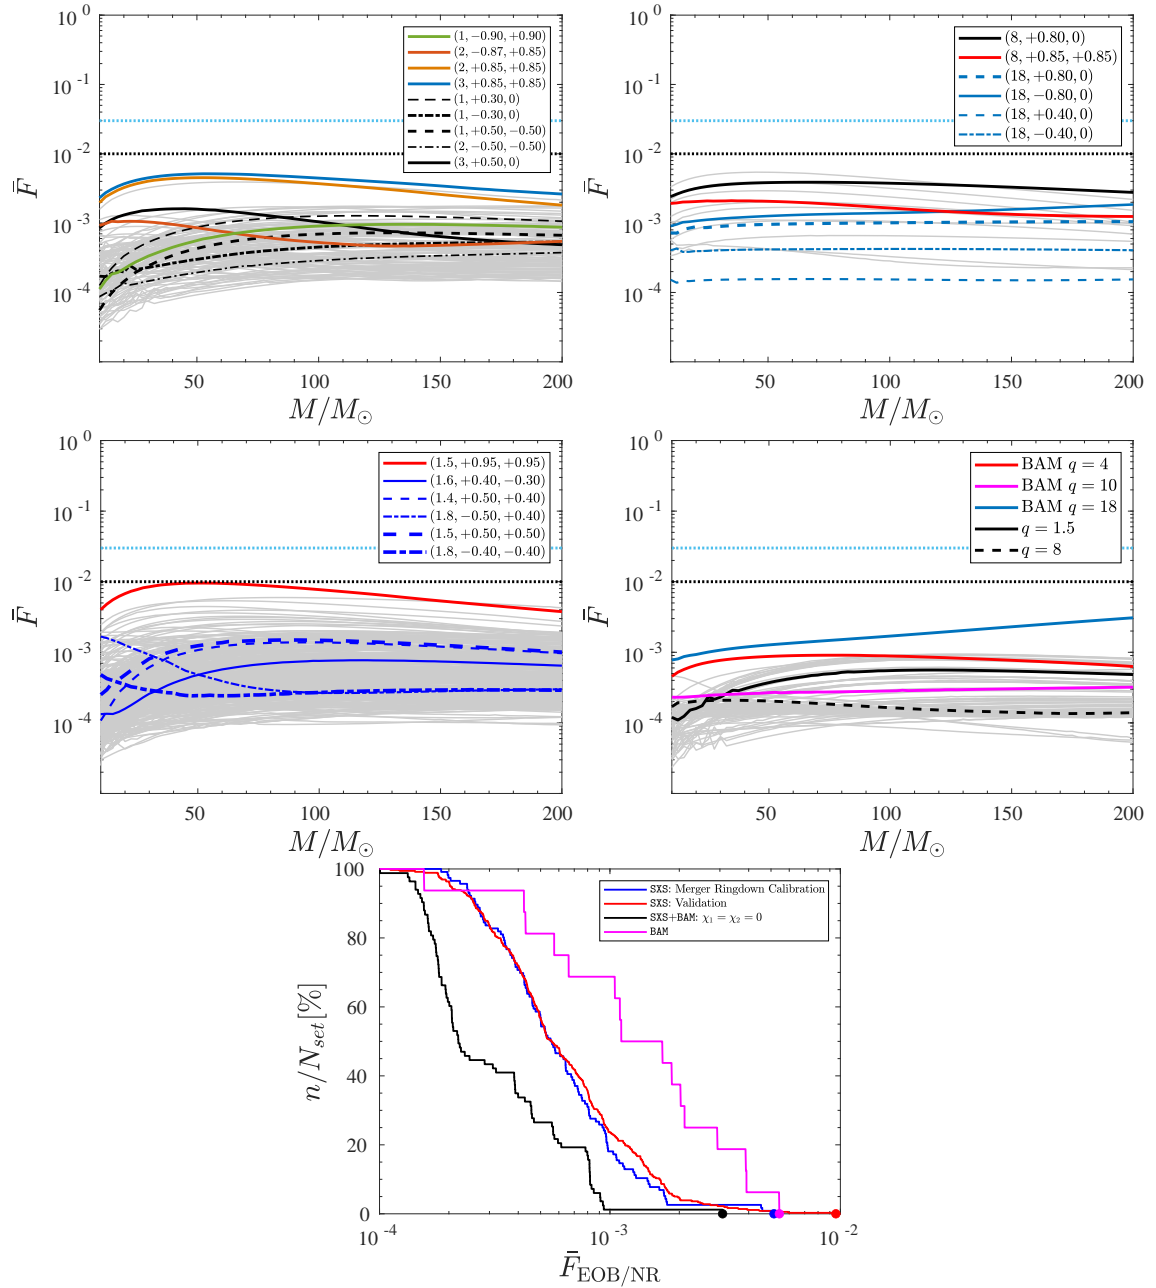 10^0
10^-1
10^-2
10^-3
10^-4
F̄
50
100
150
200
M/M⊙
(1, −0.90, +0.90)
(2, −0.87, +0.85)
(2, +0.85, +0.85)
(3, +0.85, +0.85)
(1, +0.30, 0)
(1, −0.30, 0)
(1, +0.50, −0.50)
(2, −0.50, −0.50)
(3, +0.50, 0)
10^0
10^-1
10^-2
10^-3
10^-4
F̄
50
100
150
200
M/M⊙
(8, +0.80, 0)
(8, +0.85, +0.85)
(18, +0.80, 0)
(18, −0.80, 0)
(18, +0.40, 0)
(18, −0.40, 0)
10^0
10^-1
10^-2
10^-3
10^-4
F̄
50
100
150
200
M/M⊙
(1.5, +0.95, +0.95)
(1.6, +0.40, −0.30)
(1.4, +0.50, +0.40)
(1.8, −0.50, +0.40)
(1.5, +0.50, +0.50)
(1.8, −0.40, −0.40)
10^0
10^-1
10^-2
10^-3
10^-4
F̄
50
100
150
200
M/M⊙
BAM q = 4
BAM q = 10
BAM q = 18
q = 1.5
q = 8
100
80
60
40
20
0
n/N_set[%]
10^-4
10^-3
10^-2
F̄_EOB/NR
SXS: Merger Ringdown Calibration
SXS: Validation
SXS+BAM: χ₁ = χ₂ = 0
BAM